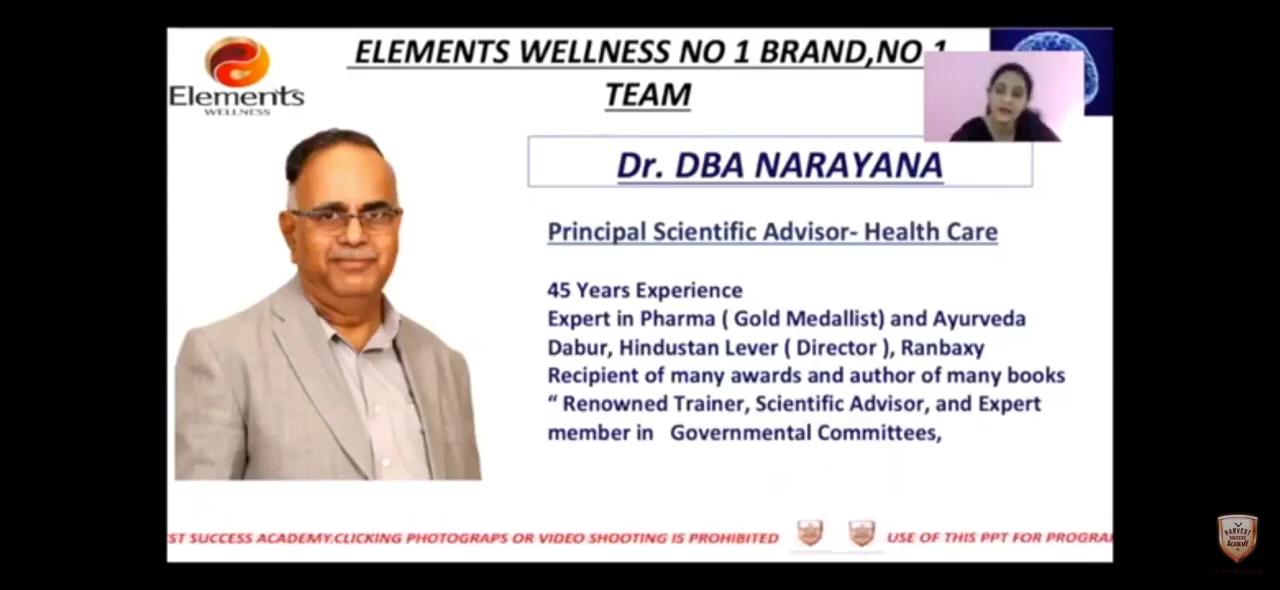 Elements
WELLNESS
ELEMENTS WELLNESS NO 1 BRAND,NO 1
TEAM
Dr. DBA NARAYANA
Principal Scientific Advisor- Health Care
45 Years Experience
Expert in Pharma ( Gold Medallist) and Ayurveda
Dabur, Hindustan Lever ( Director ), Ranbaxy
Recipient of many awards and author of many books
“ Renowned Trainer, Scientific Advisor, and Expert
member in Governmental Committees,
ST SUCCESS ACADEMY.CLICKING PHOTOGRAPS OR VIDEO SHOOTING IS PROHIBITED
USE OF THIS PPT FOR PROGRA
HARVEST
SUCCESS
ACADEMY